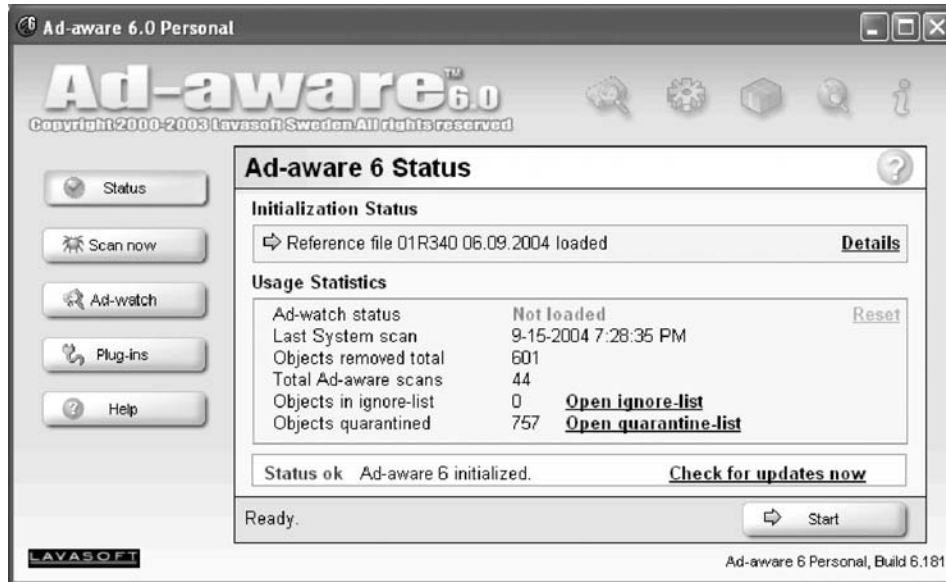 Ad-aware 6.0 Personal
Ad-aware™ 6.0
Copyright 2000-2003 Lavasoft Sweden. All rights reserved
Status
Scan now
Ad-watch
Plug-ins
Help
Ad-aware 6 Status
Initialization Status
Reference file 01R340 06.09.2004 loaded Details
Usage Statistics
Ad-watch status Not loaded Reset
Last System scan 9-15-2004 7:28:35 PM
Objects removed total 601
Total Ad-aware scans 44
Objects in ignore-list 0 Open ignore-list
Objects quarantined 757 Open quarantine-list
Status ok Ad-aware 6 initialized. Check for updates now
Ready. Start
LAVASOFT
Ad-aware 6 Personal, Build 6.181